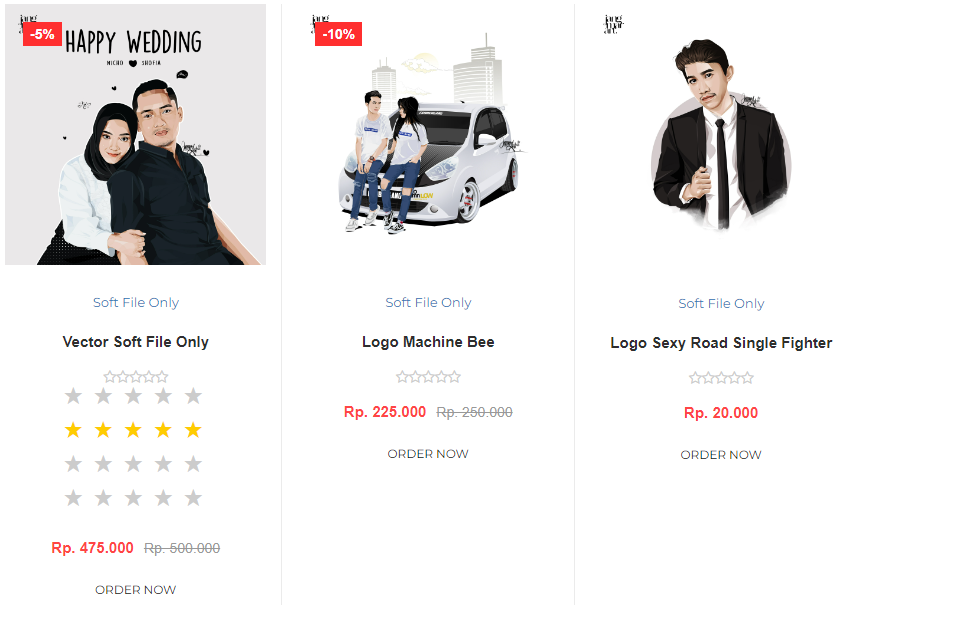 -5%
HAPPY WEDDING
MICHO SHOFIA
Soft File Only
Vector Soft File Only
Rp. 475.000 Rp. 500.000
ORDER NOW
-10%
Soft File Only
Logo Machine Bee
Rp. 225.000 Rp. 250.000
ORDER NOW
Soft File Only
Logo Sexy Road Single Fighter
Rp. 20.000
ORDER NOW